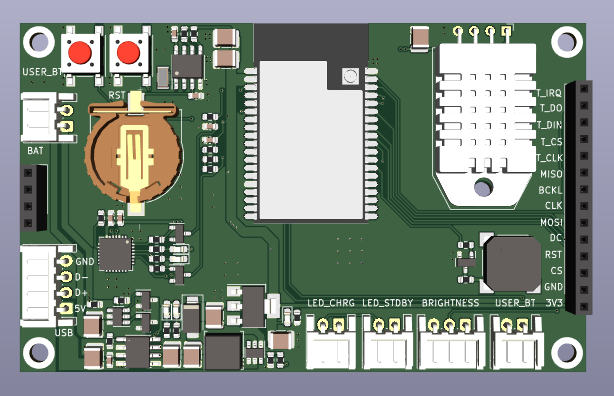 USER_BT
RST
BAT
GND
D-
D+
5V
USB
T_IRQ
T_DO
T_DIN
T_CS
T_CLK
MISO
BCKL
CLK
MOSI
DC
RST
CS
GND
3V3
LED_CHRG LED_STDBY BRIGHTNESS USER_BT